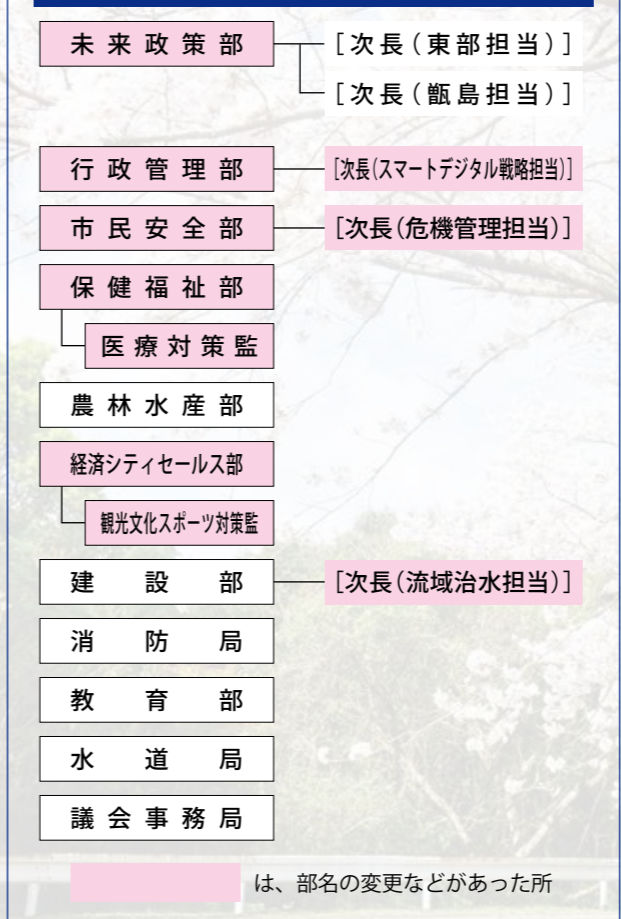 未来政策部 [次長(東部担当)]
[次長(甑島担当)]
行政管理部 [次長(スマートデジタル戦略担当)]
市民安全部 [次長(危機管理担当)]
保健福祉部
医療対策監
農林水産部
経済シティセールス部
観光文化スポーツ対策監
建設部 [次長(流域治水担当)]
消防局
教育部
水道局
議会事務局
は、部名の変更などがあった所